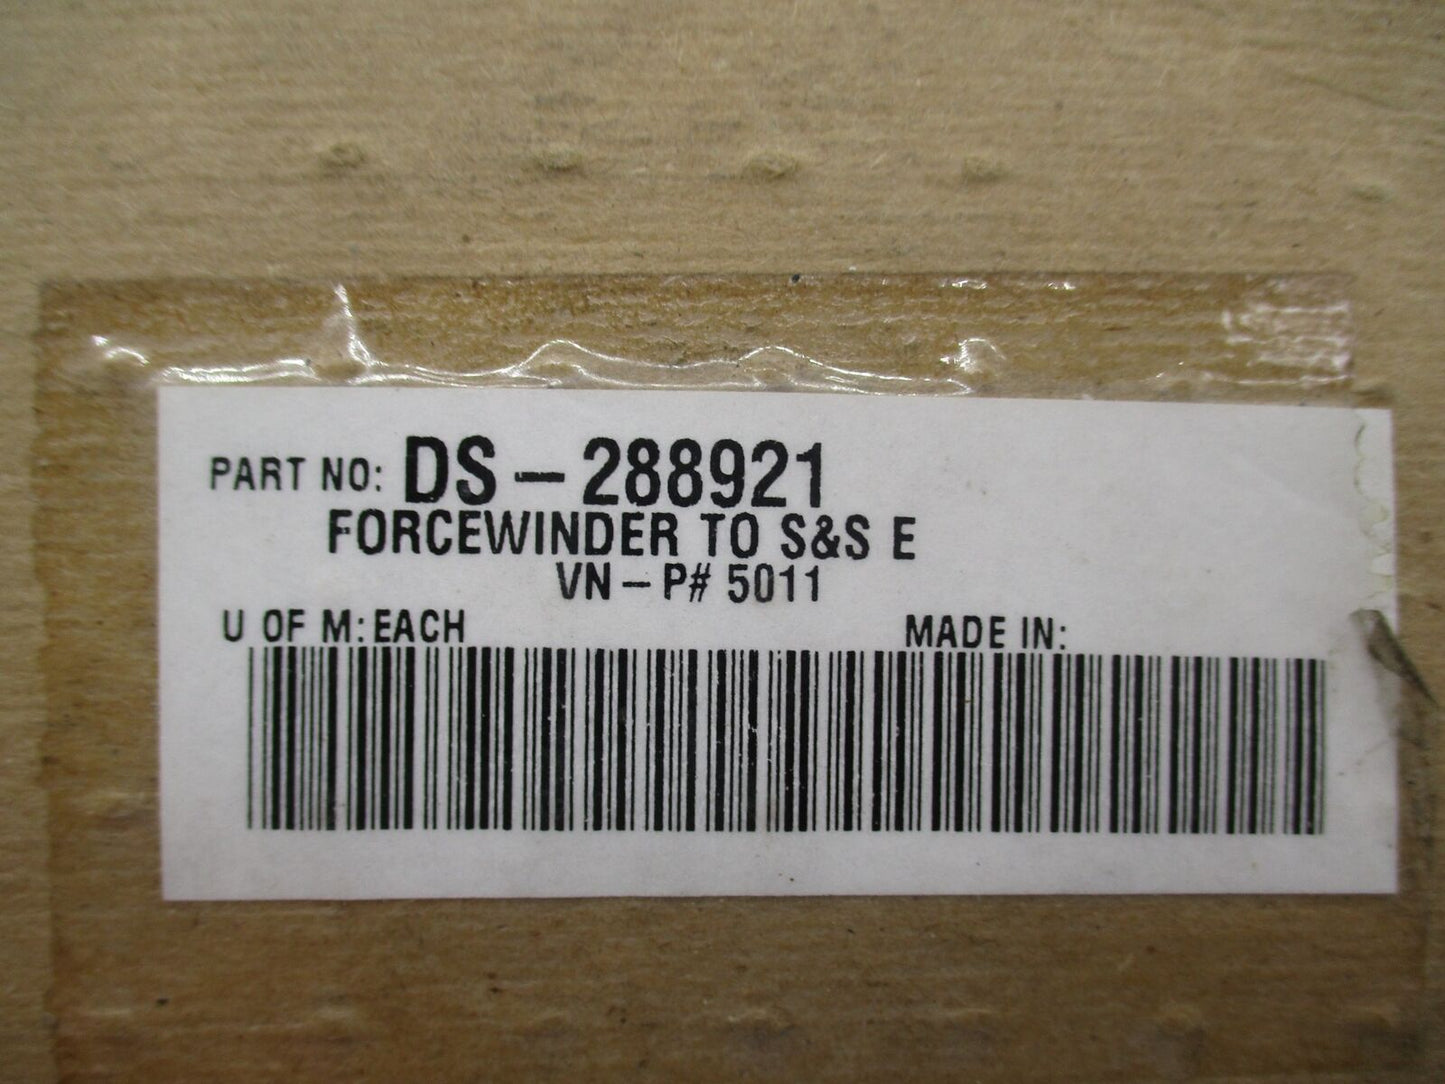 PART NO: DS-288921
FORCEWINDER TO S&S E
VN-P# 5011
U OF M: EACH MADE IN: